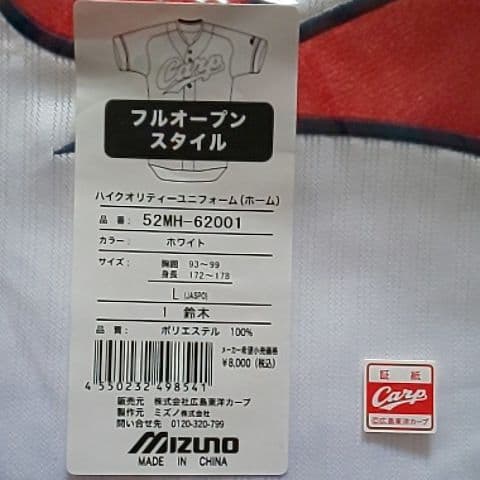 Carp
フルオープン
スタイル
ハイクオリティーユニフォーム(ホーム)
品 番: 52MH-62001
カラー: ホワイト
サイズ: 胸囲 93~99
身長 172~178
L (JASPO)
1 鈴木
品 質: ポリエステル 100%
メーカー希望小売価格
¥8,000(税込)
4 550232 498541
販売元 株式会社広島東洋カープ
製作元 ミズノ株式会社
問い合せ先 0120-320-799
MIZUNO
MADE IN CHINA
証紙
Carp
©広島東洋カープ